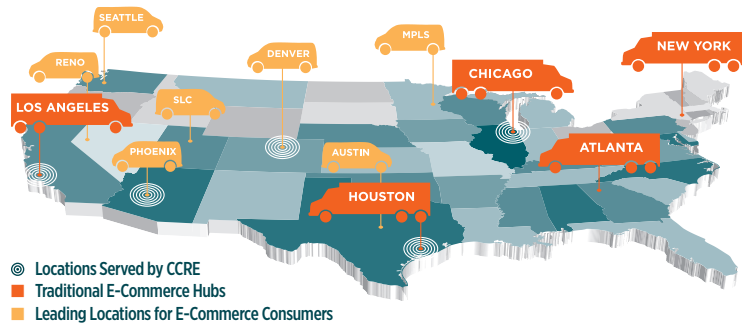 SEATTLE
RENO
DENVER
MPLS
NEW YORK
CHICAGO
LOS ANGELES
SLC
PHOENIX
AUSTIN
ATLANTA
HOUSTON
Locations Served by CCRE
Traditional E-Commerce Hubs
Leading Locations for E-Commerce Consumers